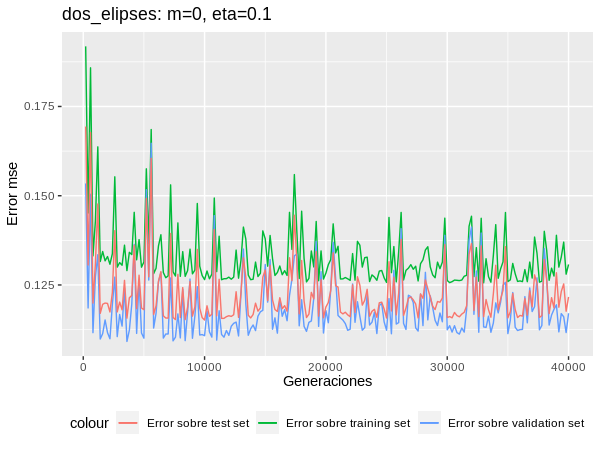 dos_elipses: m=0, eta=0.1
Error mse
0.175
0.150
0.125
0 10000 20000 30000 40000
Generaciones
colour Error sobre test set Error sobre training set Error sobre validation set